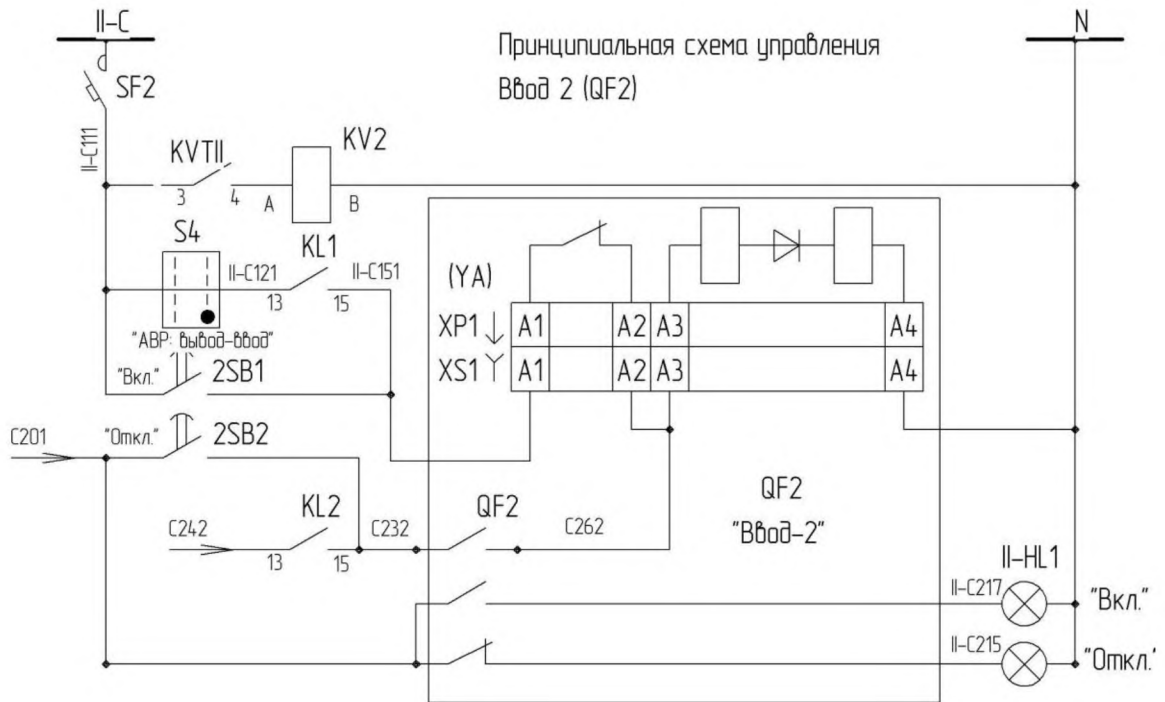 II-C
N
Принципиальная схема управления
Ввод 2 (QF2)
SF2
II-C111
KVTII
KV2
3
4
A
B
S4
KL1
II-C121
II-C151
13
15
"АВР: вывод-ввод"
(YA)
XP1
A1
A2
A3
A4
XS1
A1
A2
A3
A4
"Вкл."
2SB1
"Откл."
2SB2
C201
KL2
QF2
C242
C232
C262
13
15
QF2
"Ввод-2"
II-HL1
II-C217
"Вкл."
II-C215
"Откл."